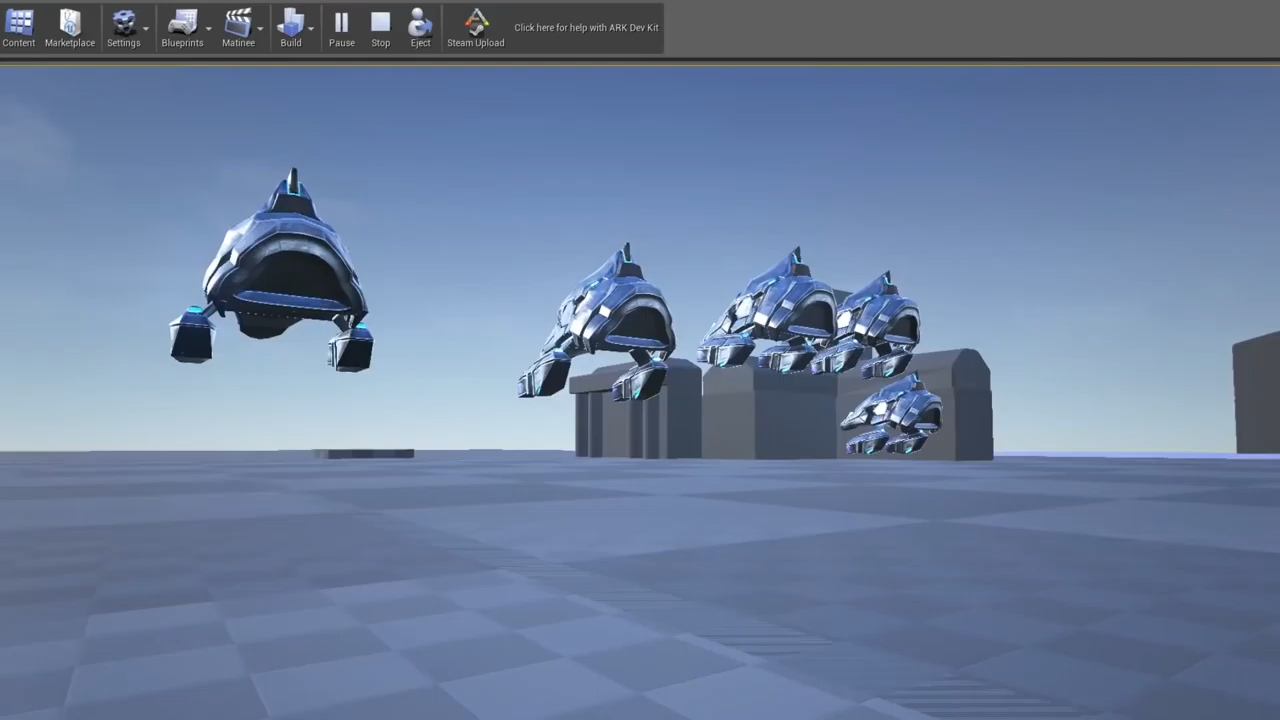 Content
Marketplace
Settings
Blueprints
Matinee
Build
Pause
Stop
Eject
Steam Upload
Click here for help with ARK Dev Kit